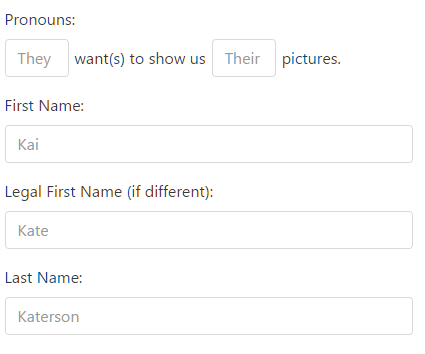 Pronouns:
They want(s) to show us Their pictures.
First Name:
Kai
Legal First Name (if different):
Kate
Last Name:
Katerson